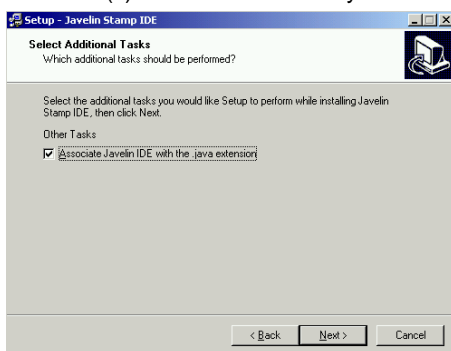 Setup - Javelin Stamp IDE
Select Additional Tasks
Which additional tasks should be performed?
Select the additional tasks you would like Setup to perform while installing Javelin
Stamp IDE, then click Next.
Other Tasks
Associate Javelin IDE with the .java extension
< Back Next > Cancel